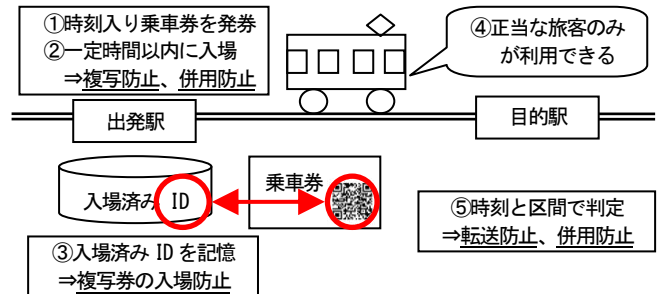 ①時刻入り乗車券を発券
②一定時間以内に入場
⇒複写防止、併用防止
④正当な旅客のみ
が利用できる
出発駅
目的駅
入場済み ID
乗車券
③入場済み ID を記憶
⇒複写券の入場防止
⑤時刻と区間で判定
⇒転送防止、併用防止